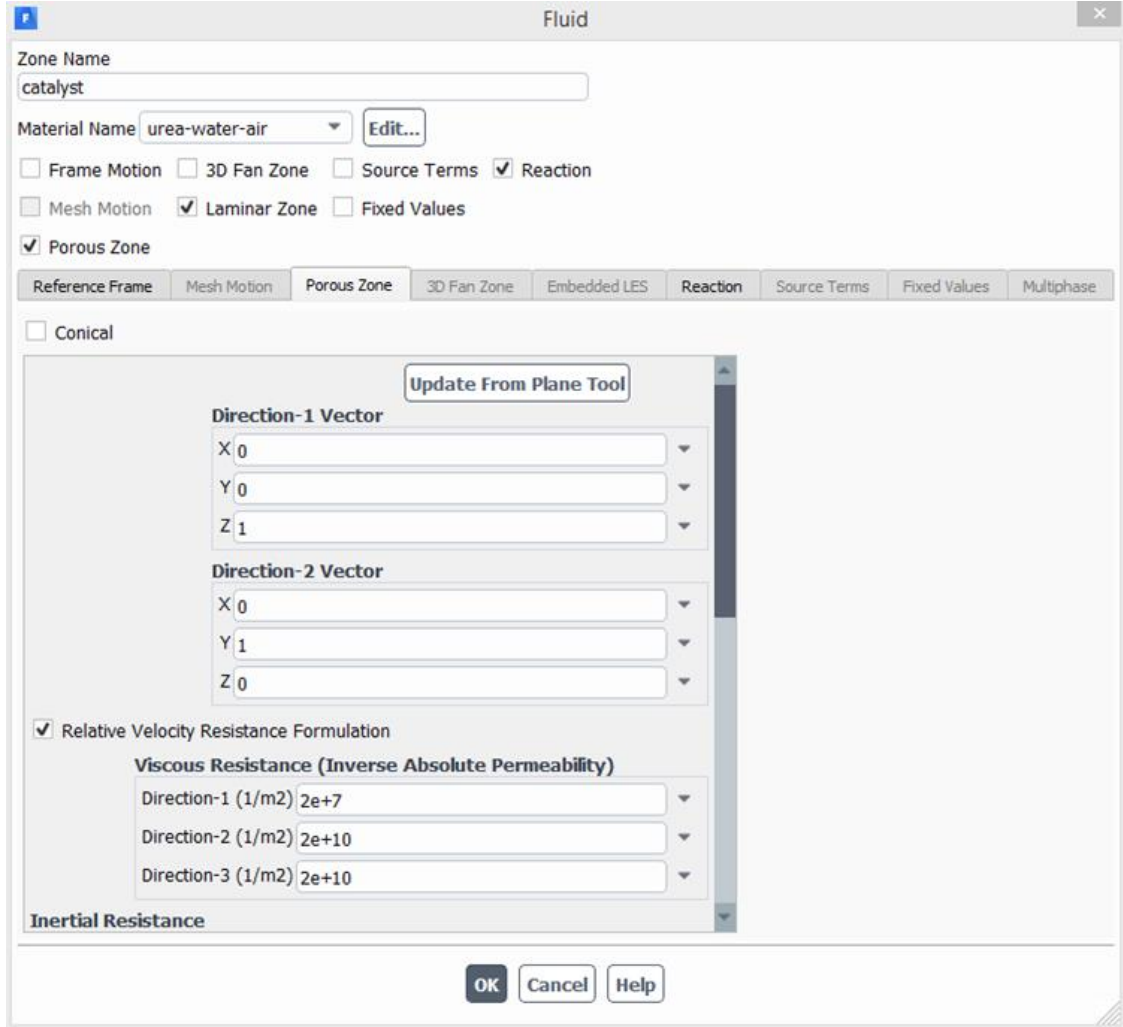 F
Fluid
Zone Name
catalyst
Material Name urea-water-air Edit...
Frame Motion 3D Fan Zone Source Terms Reaction
Mesh Motion Laminar Zone Fixed Values
Porous Zone
Reference Frame Mesh Motion Porous Zone 3D Fan Zone Embedded LES Reaction Source Terms Fixed Values Multiphase
Conical
Update From Plane Tool
Direction-1 Vector
X 0
Y 0
Z 1
Direction-2 Vector
X 0
Y 1
Z 0
Relative Velocity Resistance Formulation
Viscous Resistance (Inverse Absolute Permeability)
Direction-1 (1/m2) 2e+7
Direction-2 (1/m2) 2e+10
Direction-3 (1/m2) 2e+10
Inertial Resistance
OK Cancel Help